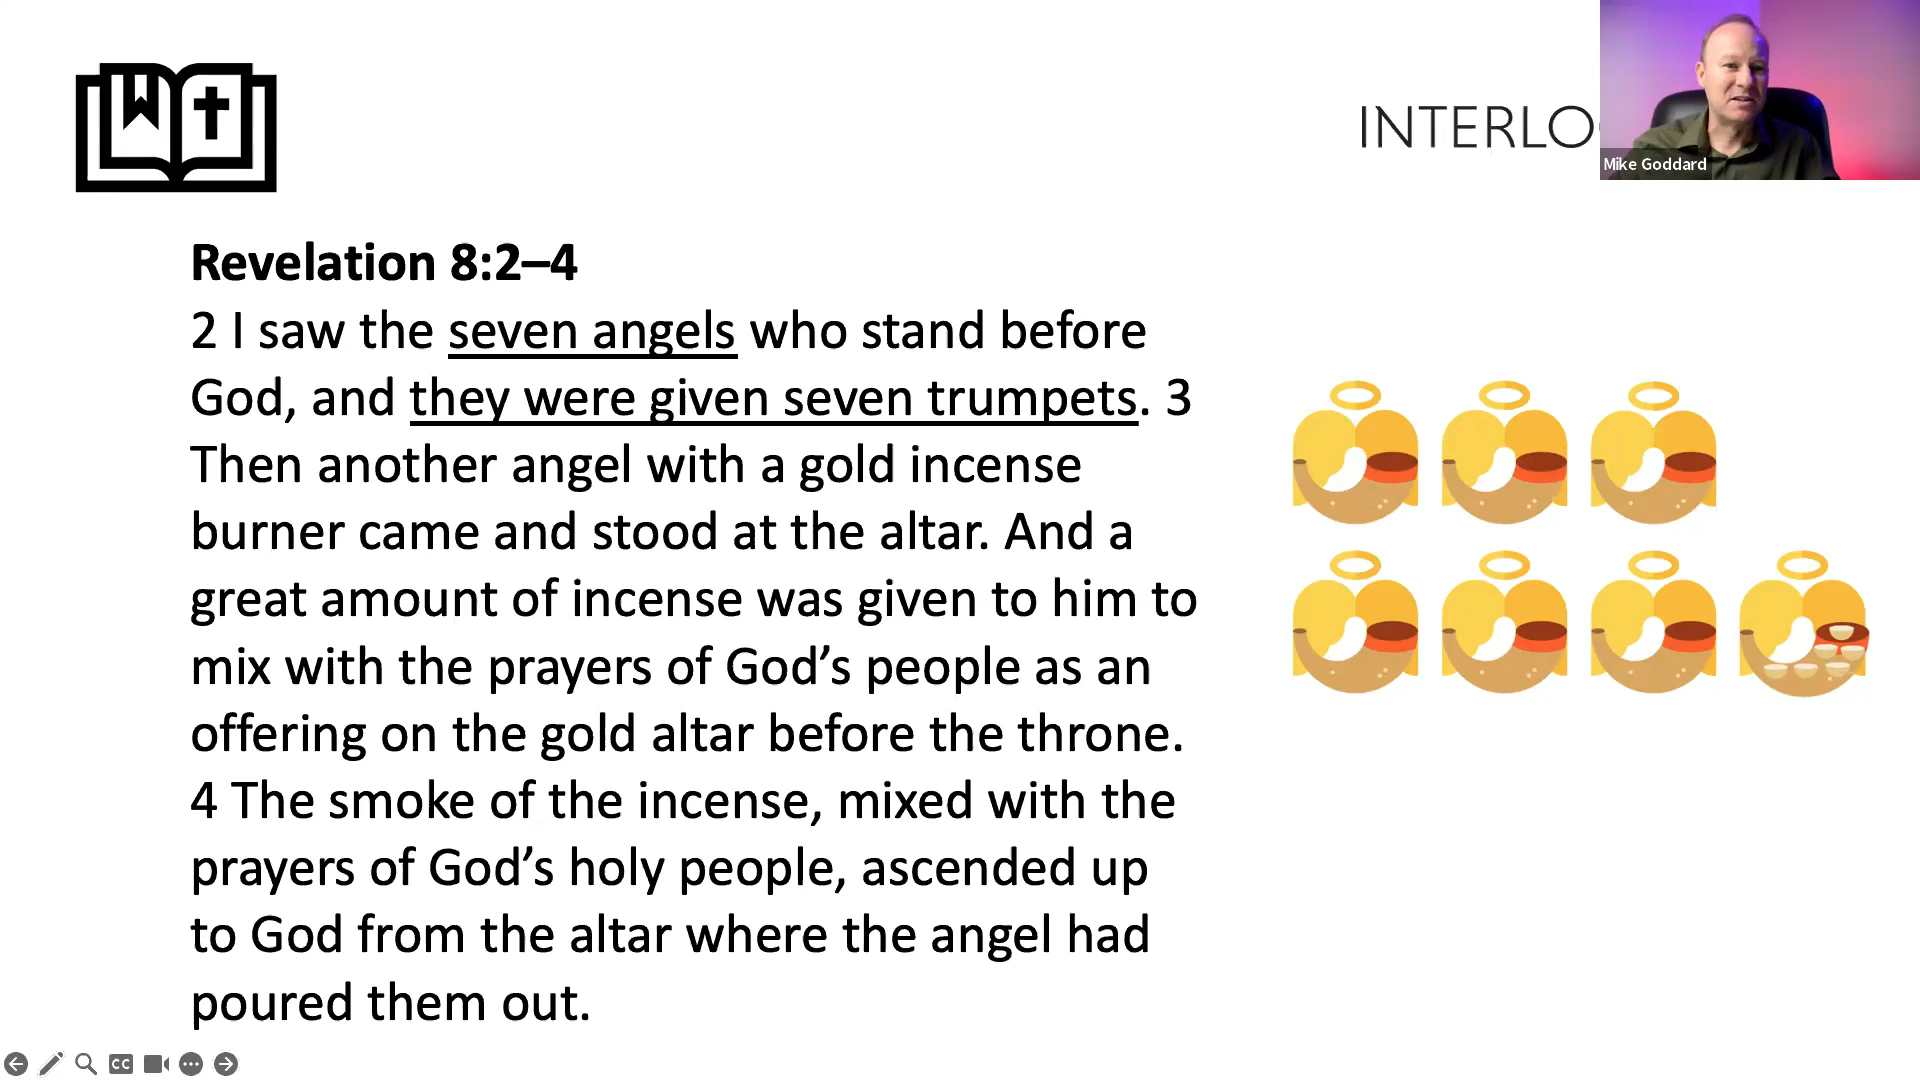 INTERLO
Mike Goddard
Revelation 8:2–4
2 I saw the seven angels who stand before
God, and they were given seven trumpets. 3
Then another angel with a gold incense
burner came and stood at the altar. And a
great amount of incense was given to him to
mix with the prayers of God’s people as an
offering on the gold altar before the throne.
4 The smoke of the incense, mixed with the
prayers of God’s holy people, ascended up
to God from the altar where the angel had
poured them out.
CC